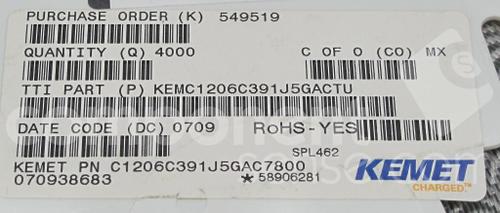 PURCHASE ORDER (K) 549519
QUANTITY (Q) 4000 C OF O (CO) MX
TTI PART (P) KEMC1206C391J5GACTU
DATE CODE (DC) 0709 RoHS-YES
SPL462
KEMET PN C1206C391J5GAC7800
070938683 *58906281
KEMET
CHARGED.™